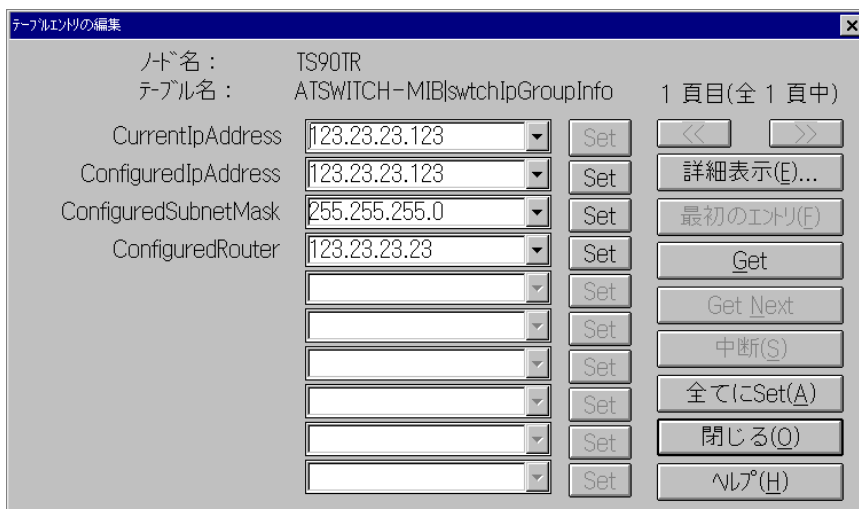 テーブルエントリの編集
ノード名： TS90TR
テーブル名： ATSWITCH-MIB|swtchIpGroupInfo
1 頁目(全 1 頁中)
CurrentIpAddress 123.23.23.123 Set << >>
ConfiguredIpAddress 123.23.23.123 Set 詳細表示(E)...
ConfiguredSubnetMask 255.255.255.0 Set 最初のエントリ(F)
ConfiguredRouter 123.23.23.23 Set Get
Set
Get Next
Set
中断(S)
Set
全てにSet(A)
Set
閉じる(O)
Set
ヘルプ(H)
Set